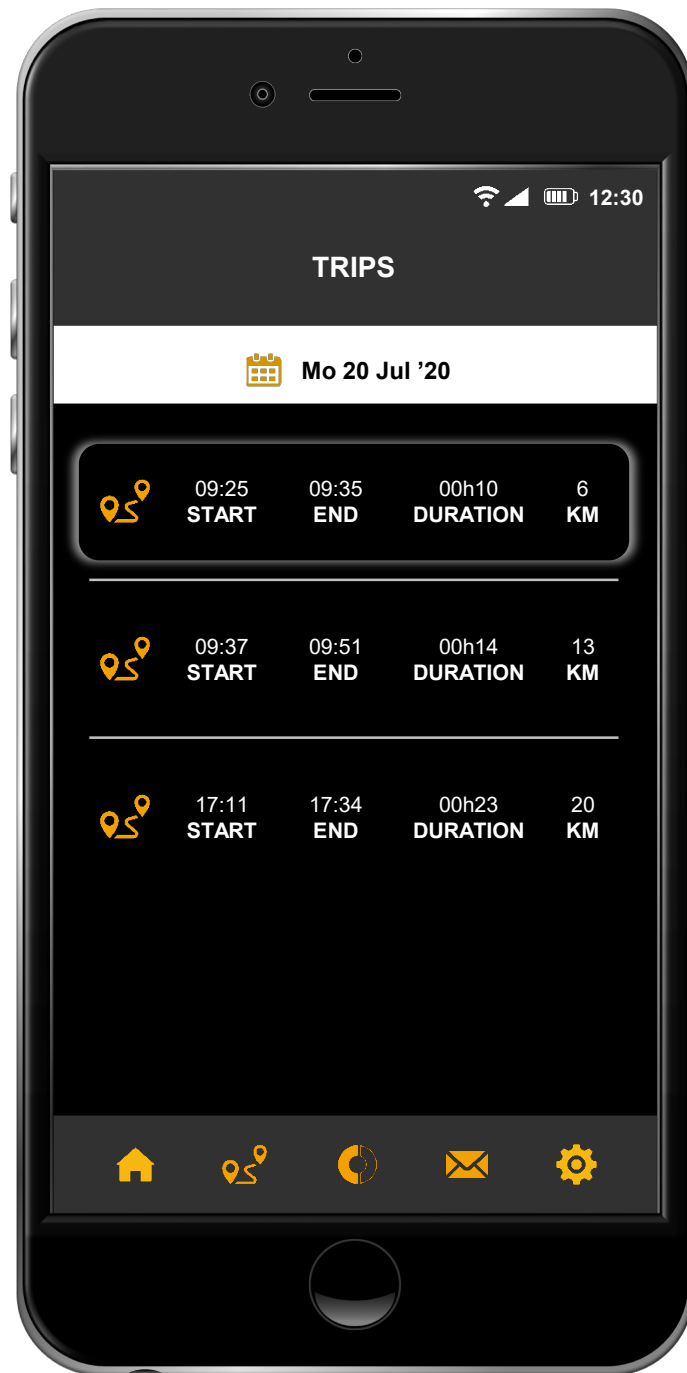 12:30
TRIPS
Mo 20 Jul ’20
09:25 09:35 00h10 6
START END DURATION KM
09:37 09:51 00h14 13
START END DURATION KM
17:11 17:34 00h23 20
START END DURATION KM